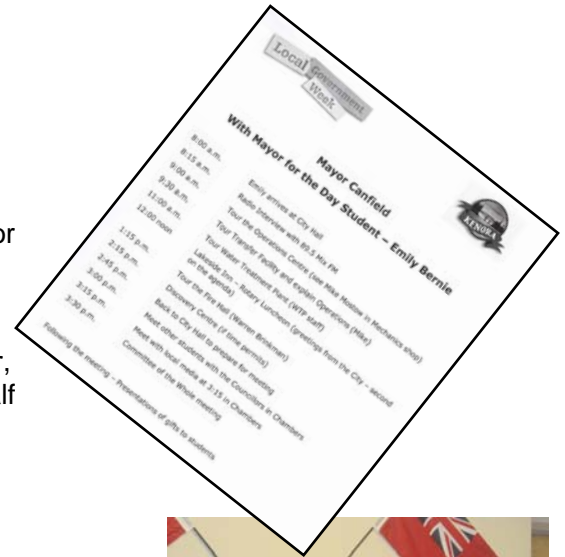 Local
Government
Week
KENORA
Mayor Canfield
With Mayor for the Day Student – Emily Bernie
8:00 a.m. Emily arrives at City Hall
8:15 a.m. Radio Interview with 89.5 Mix FM
9:00 a.m. Tour the Operations Centre (see Mike Mostow in Mechanics shop)
9:30 a.m. Tour Transfer Facility and explain Operations (Mike)
11:00 a.m. Tour Water Treatment Plant (WTP staff)
12:00 noon Lakeside Inn – Rotary Luncheon (greetings from the City – second
on the agenda)
1:15 p.m. Tour the Fire Hall (Warren Brinkman)
2:15 p.m. Discovery Centre (if time permits)
2:45 p.m. Back to City Hall to prepare for meeting
3:00 p.m. Meet other students with the Councillors in Chambers
3:15 p.m. Meet with local media at 3:15 in Chambers
3:30 p.m. Committee of the Whole meeting
Following the meeting – Presentations of gifts to students
or
r,
lf